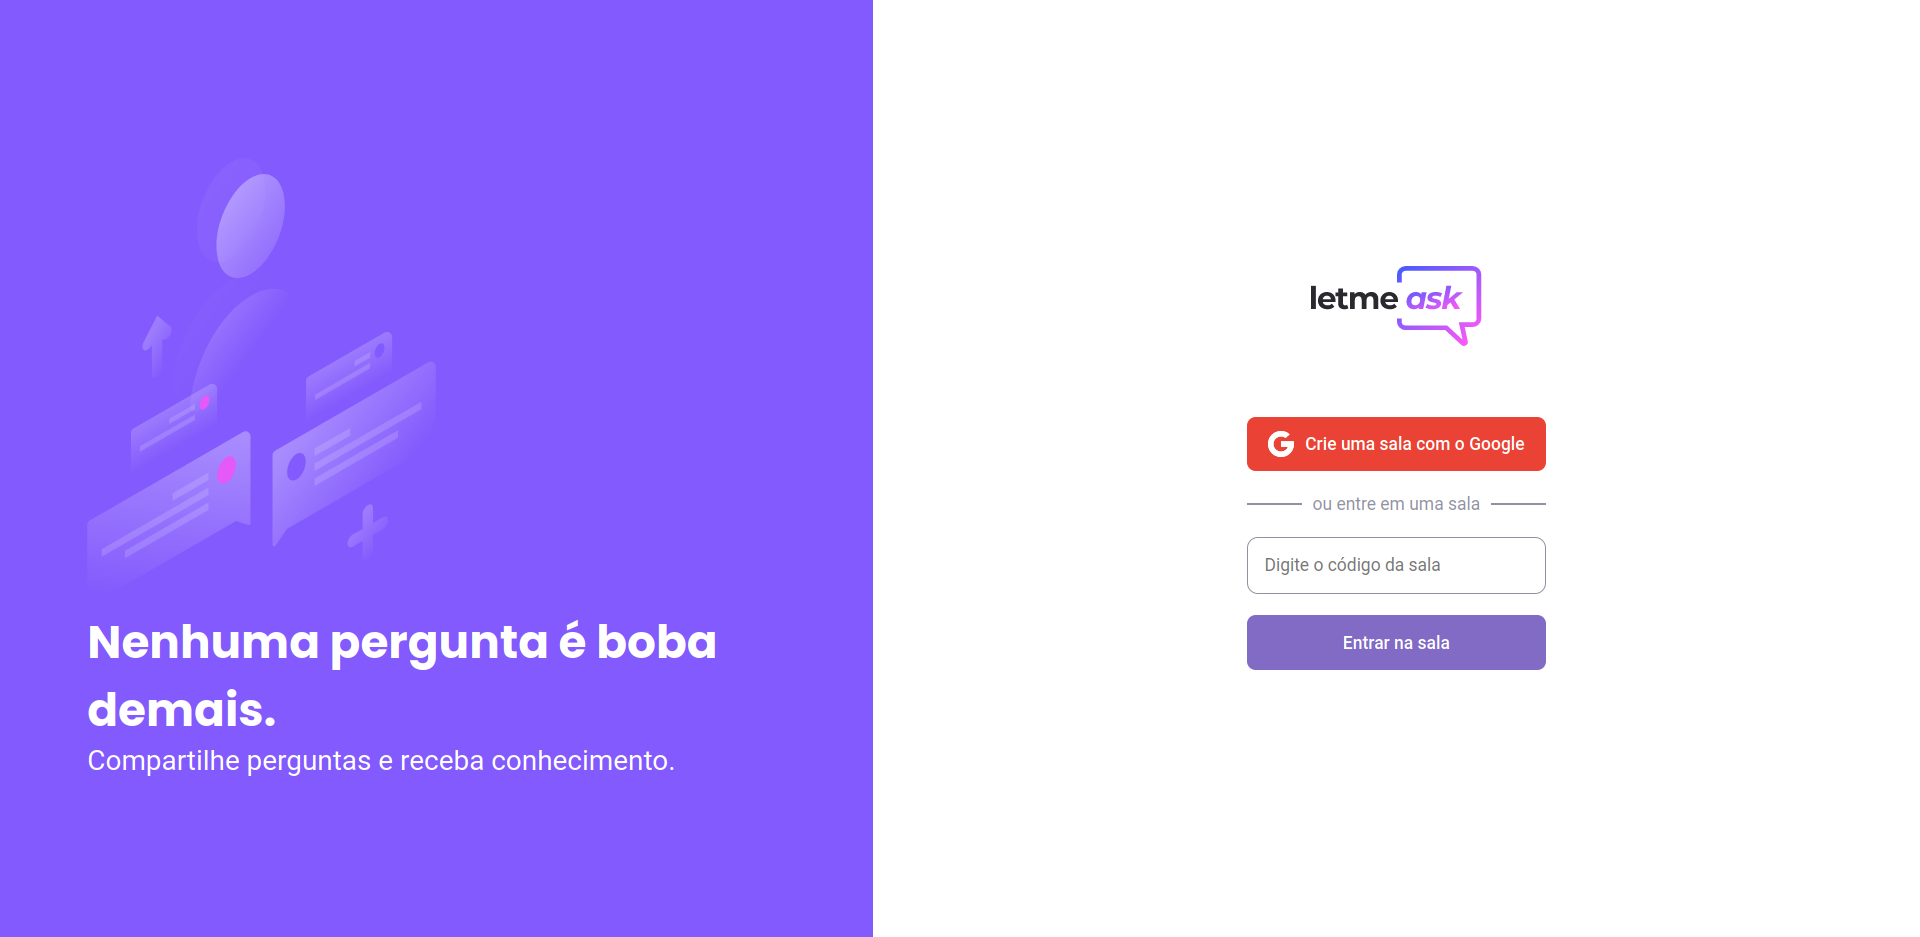 Nenhuma pergunta é boba
demais.
Compartilhe perguntas e receba conhecimento.
letme ask
Crie uma sala com o Google
ou entre em uma sala
Digite o código da sala
Entrar na sala